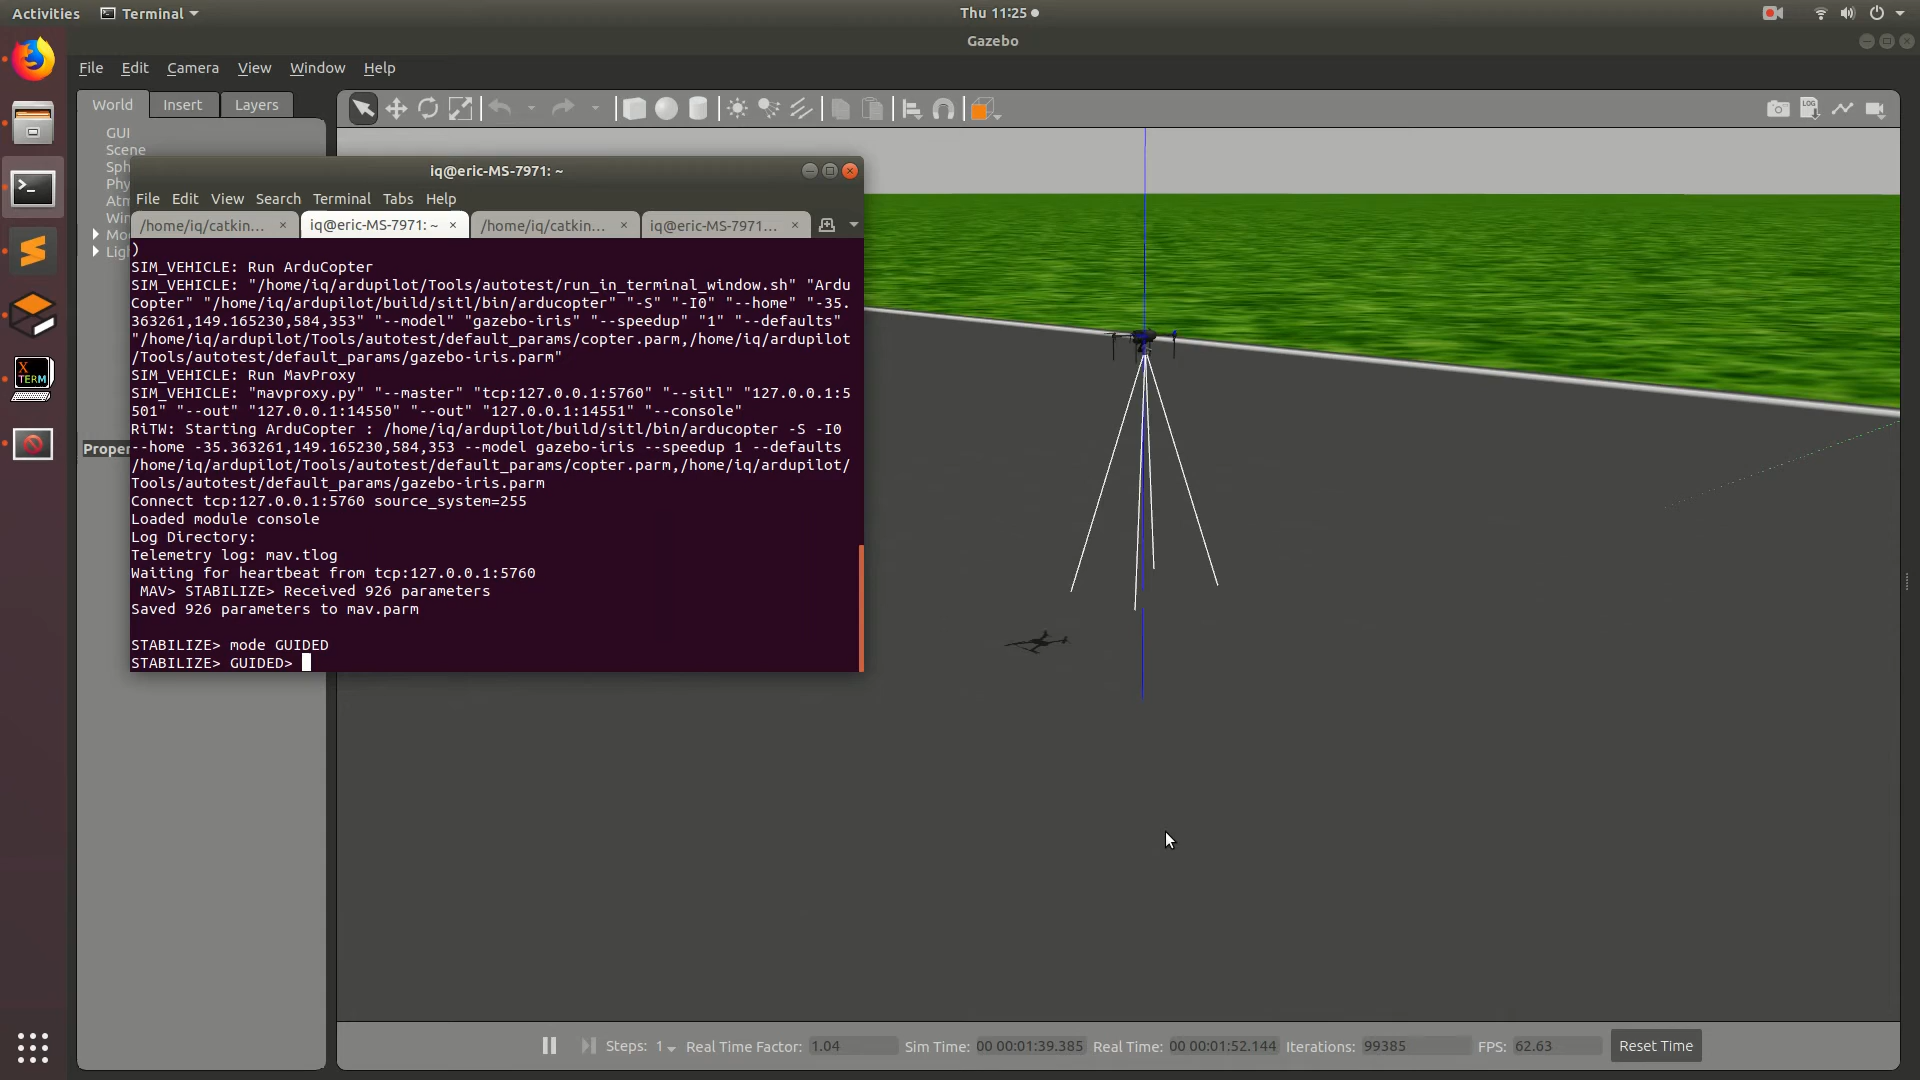 Activities
Terminal
Thu 11:25
Gazebo
File Edit Camera View Window Help
World Insert Layers
GUI
Scene
Sph
Phy
Atm
Win
Mo
Ligh
Proper
iq@eric-MS-7971: ~
File Edit View Search Terminal Tabs Help
/home/iq/catkin... × iq@eric-MS-7971: ~ × /home/iq/catkin... × iq@eric-MS-7971... ×
)
SIM_VEHICLE: Run ArduCopter
SIM_VEHICLE: "/home/iq/ardupilot/Tools/autotest/run_in_terminal_window.sh" "Ardu
Copter" "/home/iq/ardupilot/build/sitl/bin/arducopter" "-S" "-I0" "--home" "-35.
363261,149.165230,584,353" "--model" "gazebo-iris" "--speedup" "1" "--defaults"
"/home/iq/ardupilot/Tools/autotest/default_params/copter.parm,/home/iq/ardupilot
/Tools/autotest/default_params/gazebo-iris.parm"
SIM_VEHICLE: Run MavProxy
SIM_VEHICLE: "mavproxy.py" "--master" "tcp:127.0.0.1:5760" "--sitl" "127.0.0.1:5
501" "--out" "127.0.0.1:14550" "--out" "127.0.0.1:14551" "--console"
RiTW: Starting ArduCopter : /home/iq/ardupilot/build/sitl/bin/arducopter -S -I0
--home -35.363261,149.165230,584,353 --model gazebo-iris --speedup 1 --defaults
/home/iq/ardupilot/Tools/autotest/default_params/copter.parm,/home/iq/ardupilot/
Tools/autotest/default_params/gazebo-iris.parm
Connect tcp:127.0.0.1:5760 source_system=255
Loaded module console
Log Directory:
Telemetry log: mav.tlog
Waiting for heartbeat from tcp:127.0.0.1:5760
MAV> STABILIZE> Received 926 parameters
Saved 926 parameters to mav.parm
STABILIZE> mode GUIDED
STABILIZE> GUIDED>
X
TERM
LOG
Steps: 1 Real Time Factor: 1.04 Sim Time: 00 00:01:39.385 Real Time: 00 00:01:52.144 Iterations: 99385 FPS: 62.63 Reset Time